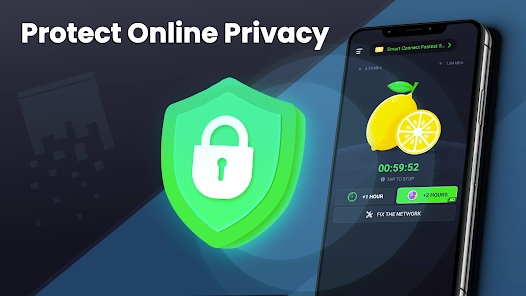 Protect Online Privacy
Smart Connect Fastest S...
00:59:52
TAP TO STOP
+1 HOUR
+2 HOURS
FIX THE NETWORK